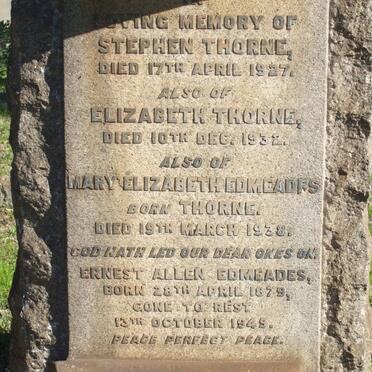 LOVING MEMORY OF
STEPHEN THORNE,
DIED 17TH APRIL 1927.
ALSO OF
ELIZABETH THORNE,
DIED 10TH DEC. 1932.
ALSO OF
MARY ELIZABETH EDMEADES
BORN THORNE.
DIED 19TH MARCH 1938.
GOD HATH LED OUR DEAR ONES ON.
ERNEST ALLEN EDMEADES,
BORN 28TH APRIL 1879,
GONE TO REST
13TH OCTOBER 1949.
PEACE PERFECT PEACE.